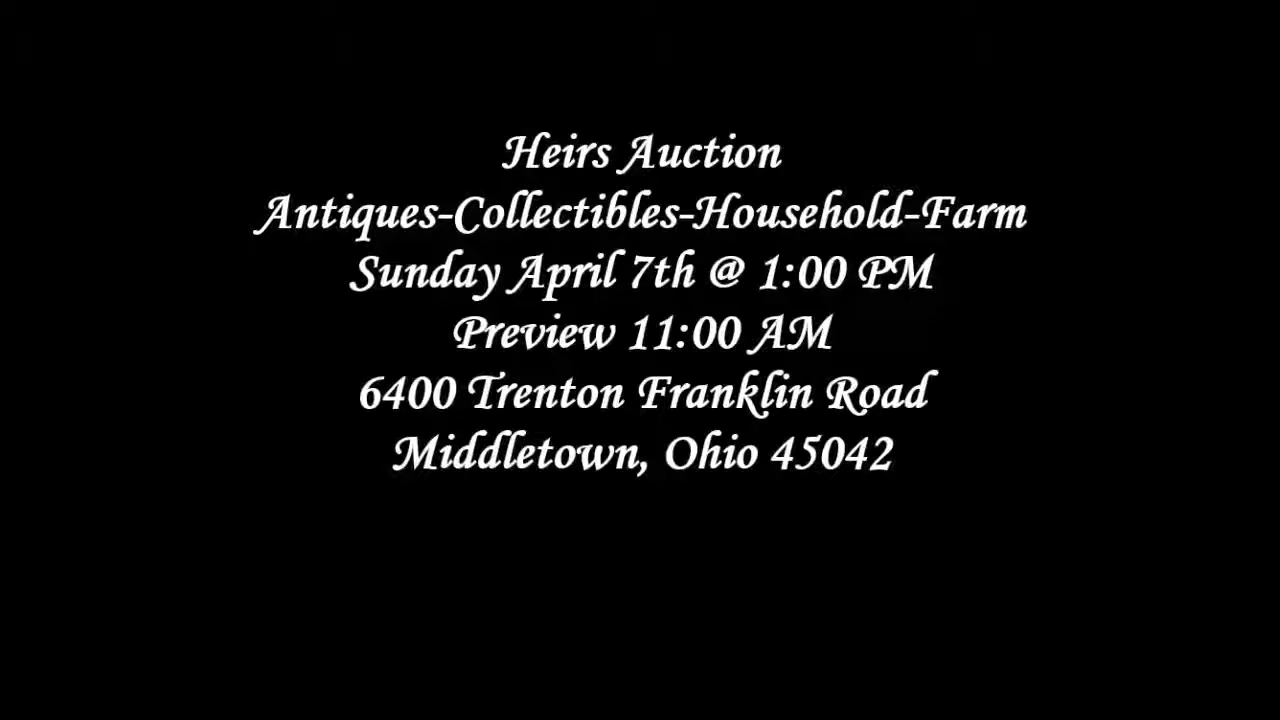 Heirs Auction
Antiques-Collectibles-Household-Farm
Sunday April 7th @ 1:00 PM
Preview 11:00 AM
6400 Trenton Franklin Road
Middletown, Ohio 45042